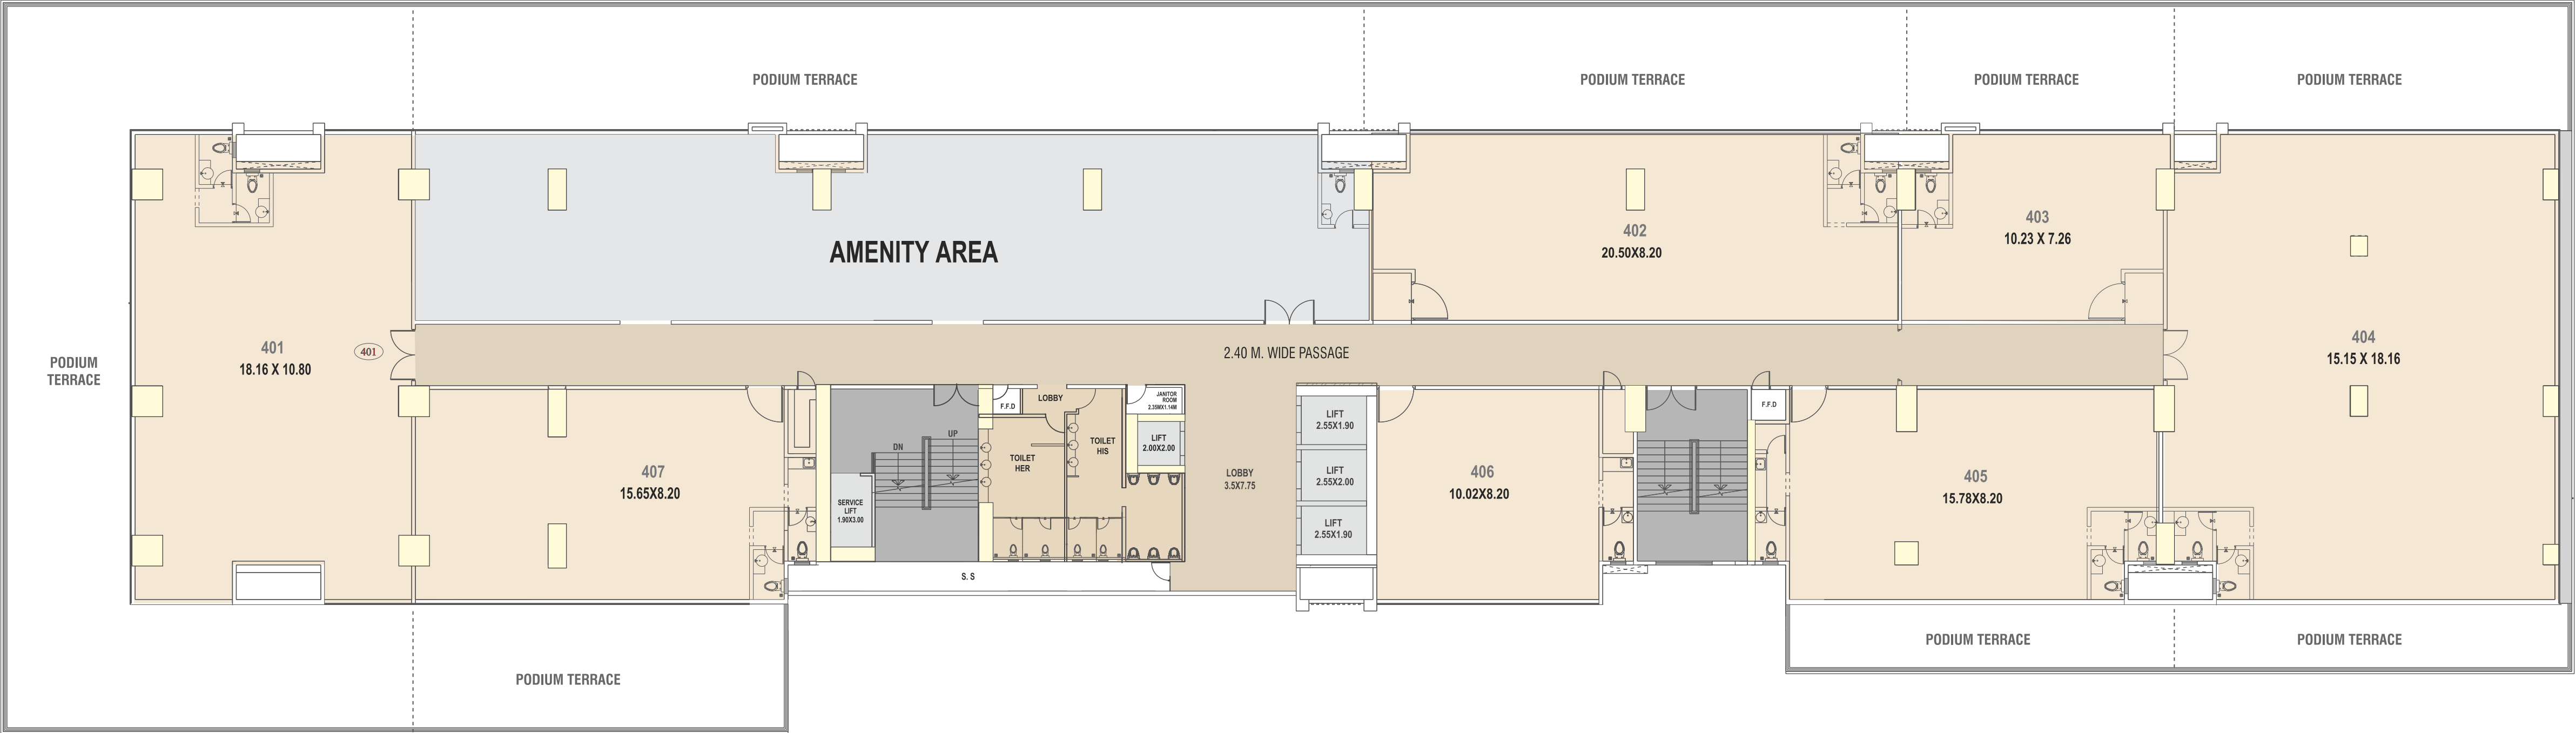 PODIUM TERRACE
PODIUM TERRACE
PODIUM TERRACE
PODIUM TERRACE
AMENITY AREA
402
20.50X8.20
403
10.23 X 7.26
PODIUM
TERRACE
401
18.16 X 10.80
401
2.40 M. WIDE PASSAGE
404
15.15 X 18.16
407
15.65X8.20
DN
UP
SERVICE
LIFT
1.90X3.00
F.F.D
LOBBY
TOILET
HER
TOILET
HIS
JANITOR
ROOM
2.35MX1.14M
LIFT
2.00X2.00
LOBBY
3.5X7.75
LIFT
2.55X1.90
LIFT
2.55X2.00
LIFT
2.55X1.90
406
10.02X8.20
F.F.D
405
15.78X8.20
S. S
PODIUM TERRACE
PODIUM TERRACE
PODIUM TERRACE